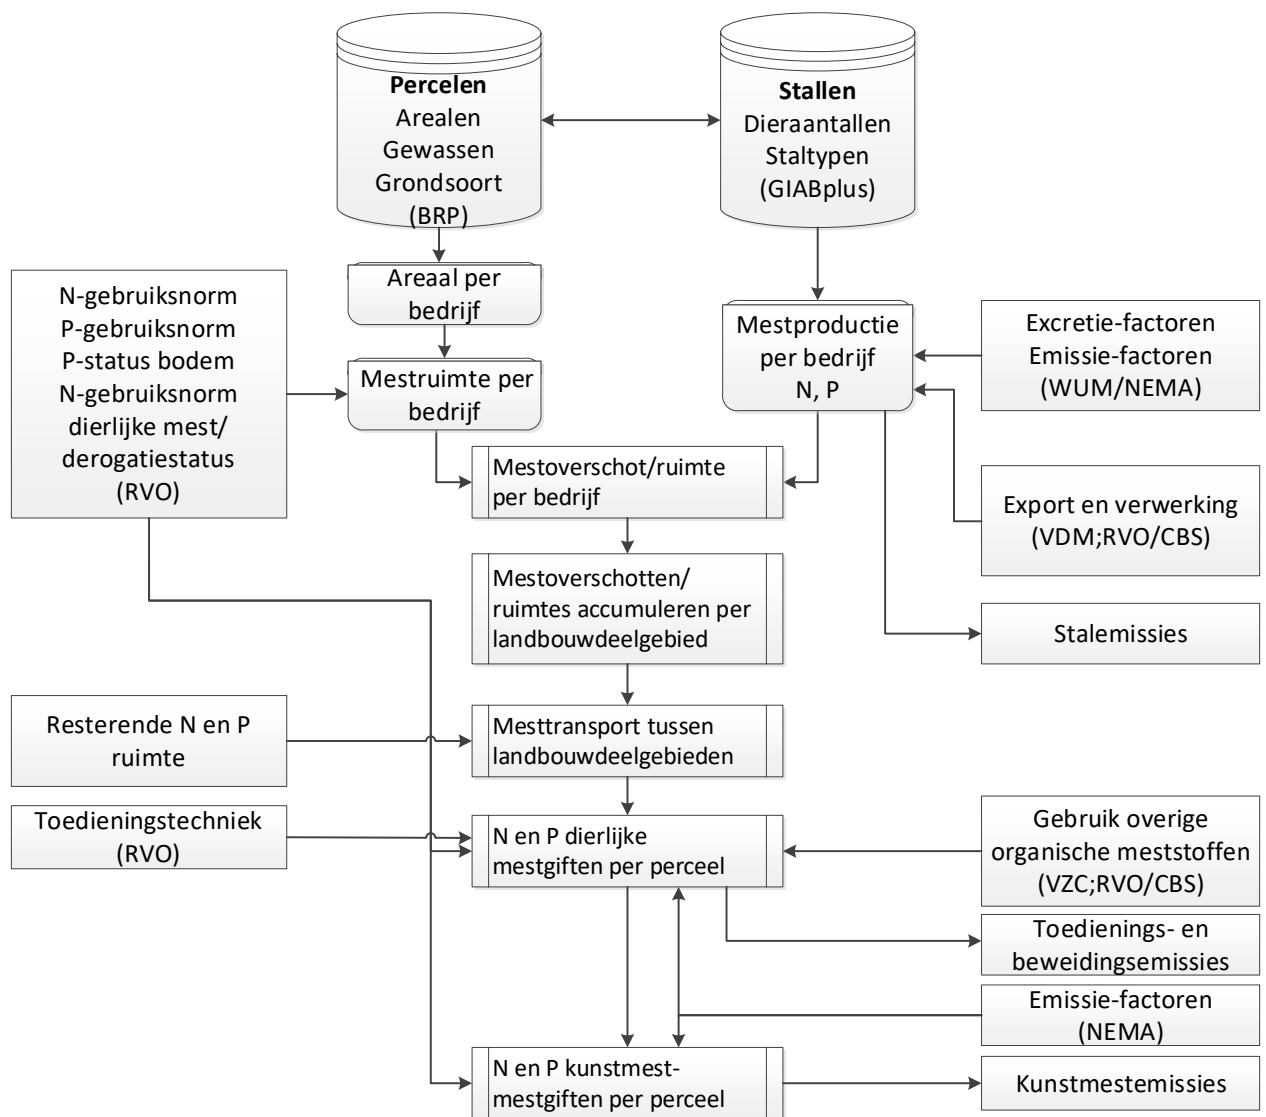 Percelen
Arealen
Gewassen
Grondsoort
(BRP)
Stallen
Dieraantallen
Staltypen
(GIABplus)
Areaal per
bedrijf
N-gebruiksnorm
P-gebruiksnorm
P-status bodem
N-gebruiksnorm
dierlijke mest/
derogatiestatus
(RVO)
Mestruimte per
bedrijf
Mestproductie
per bedrijf
N, P
Excretie-factoren
Emissie-factoren
(WUM/NEMA)
Mestoverschot/ruimte
per bedrijf
Export en verwerking
(VDM;RVO/CBS)
Mestoverschotten/
ruimtes accumuleren per
landbouwdeelgebied
Stalemissies
Resterende N en P
ruimte
Mesttransport tussen
landbouwdeelgebieden
Toedieningstechniek
(RVO)
N en P dierlijke
mestgiften per perceel
Gebruik overige
organische meststoffen
(VZC;RVO/CBS)
Toedienings- en
beweidingsemissies
Emissie-factoren
(NEMA)
N en P kunstmest-
mestgiften per perceel
Kunstmestemissies